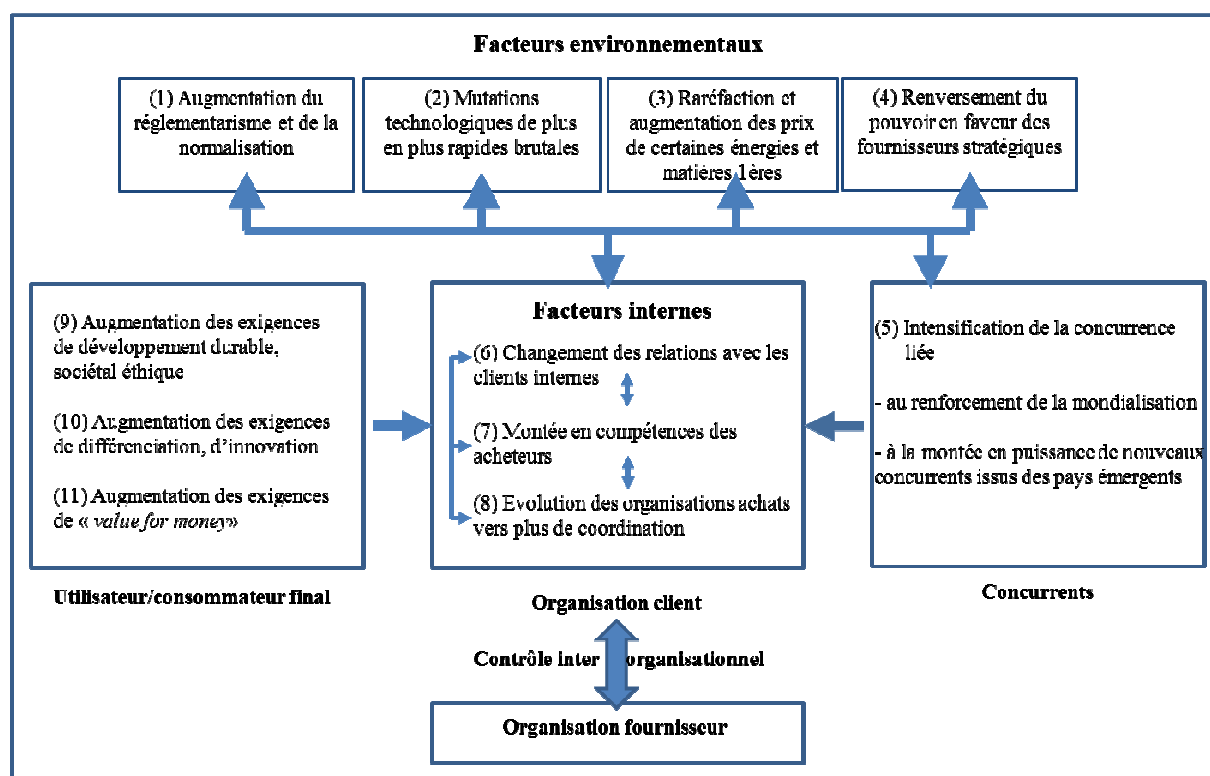 Facteurs environnementaux
(1) Augmentation du
réglementarisme et de la
normalisation
(2) Mutations
technologiques de plus
en plus rapides brutales
(3) Raréfaction et
augmentation des prix
de certaines énergies et
matières 1ères
(4) Renversement du
pouvoir en faveur des
fournisseurs stratégiques
(9) Augmentation des exigences
de développement durable,
sociétal éthique
(10) Augmentation des exigences
de différenciation, d'innovation
(11) Augmentation des exigences
de « value for money»
Utilisateur/consommateur final
Facteurs internes
(6) Changement des relations avec les
clients internes
(7) Montée en compétences des
acheteurs
(8) Evolution des organisations achats
vers plus de coordination
Organisation client
(5) Intensification de la concurrence
liée
- au renforcement de la mondialisation
- à la montée en puissance de nouveaux
concurrents issus des pays émergents
Concurrents
Contrôle inter organisationnel
Organisation fournisseur